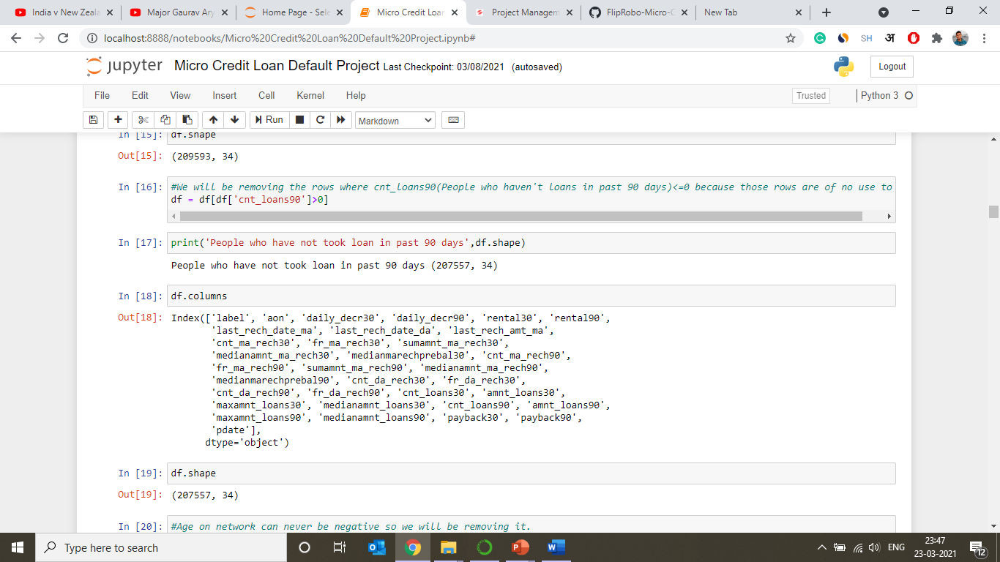 India v New Zeala
Major Gaurav Ary
Home Page - Sele
Micro Credit Loan
Project Managem
FlipRobo-Micro-C
New Tab
localhost:8888/notebooks/Micro%20Credit%20Loan%20Default%20Project.ipynb#
SH
अ
jupyter Micro Credit Loan Default Project Last Checkpoint: 03/08/2021 (autosaved)
Logout
File Edit View Insert Cell Kernel Help
Trusted
Python 3
Run
Markdown
In [15]: df.shape
Out[15]: (209593, 34)
In [16]: #We will be removing the rows where cnt_loans90(People who haven't loans in past 90 days)<=0 because those rows are of no use to
df = df[df['cnt_loans90']>0]
In [17]: print('People who have not took loan in past 90 days',df.shape)
People who have not took loan in past 90 days (207557, 34)
In [18]: df.columns
Out[18]: Index(['label', 'aon', 'daily_decr30', 'daily_decr90', 'rental30', 'rental90',
'last_rech_date_ma', 'last_rech_date_da', 'last_rech_amt_ma',
'cnt_ma_rech30', 'fr_ma_rech30', 'sumamnt_ma_rech30',
'medianamnt_ma_rech30', 'medianmarechprebal30', 'cnt_ma_rech90',
'fr_ma_rech90', 'sumamnt_ma_rech90', 'medianamnt_ma_rech90',
'medianmarechprebal90', 'cnt_da_rech30', 'fr_da_rech30',
'cnt_da_rech90', 'fr_da_rech90', 'cnt_loans30', 'amnt_loans30',
'maxamnt_loans30', 'medianamnt_loans30', 'cnt_loans90', 'amnt_loans90',
'maxamnt_loans90', 'medianamnt_loans90', 'payback30', 'payback90',
'pdate'],
dtype='object')
In [19]: df.shape
Out[19]: (207557, 34)
In [20]: #Age on network can never be negative so we will be removing it.
Type here to search
ENG
23:47
23-03-2021
12